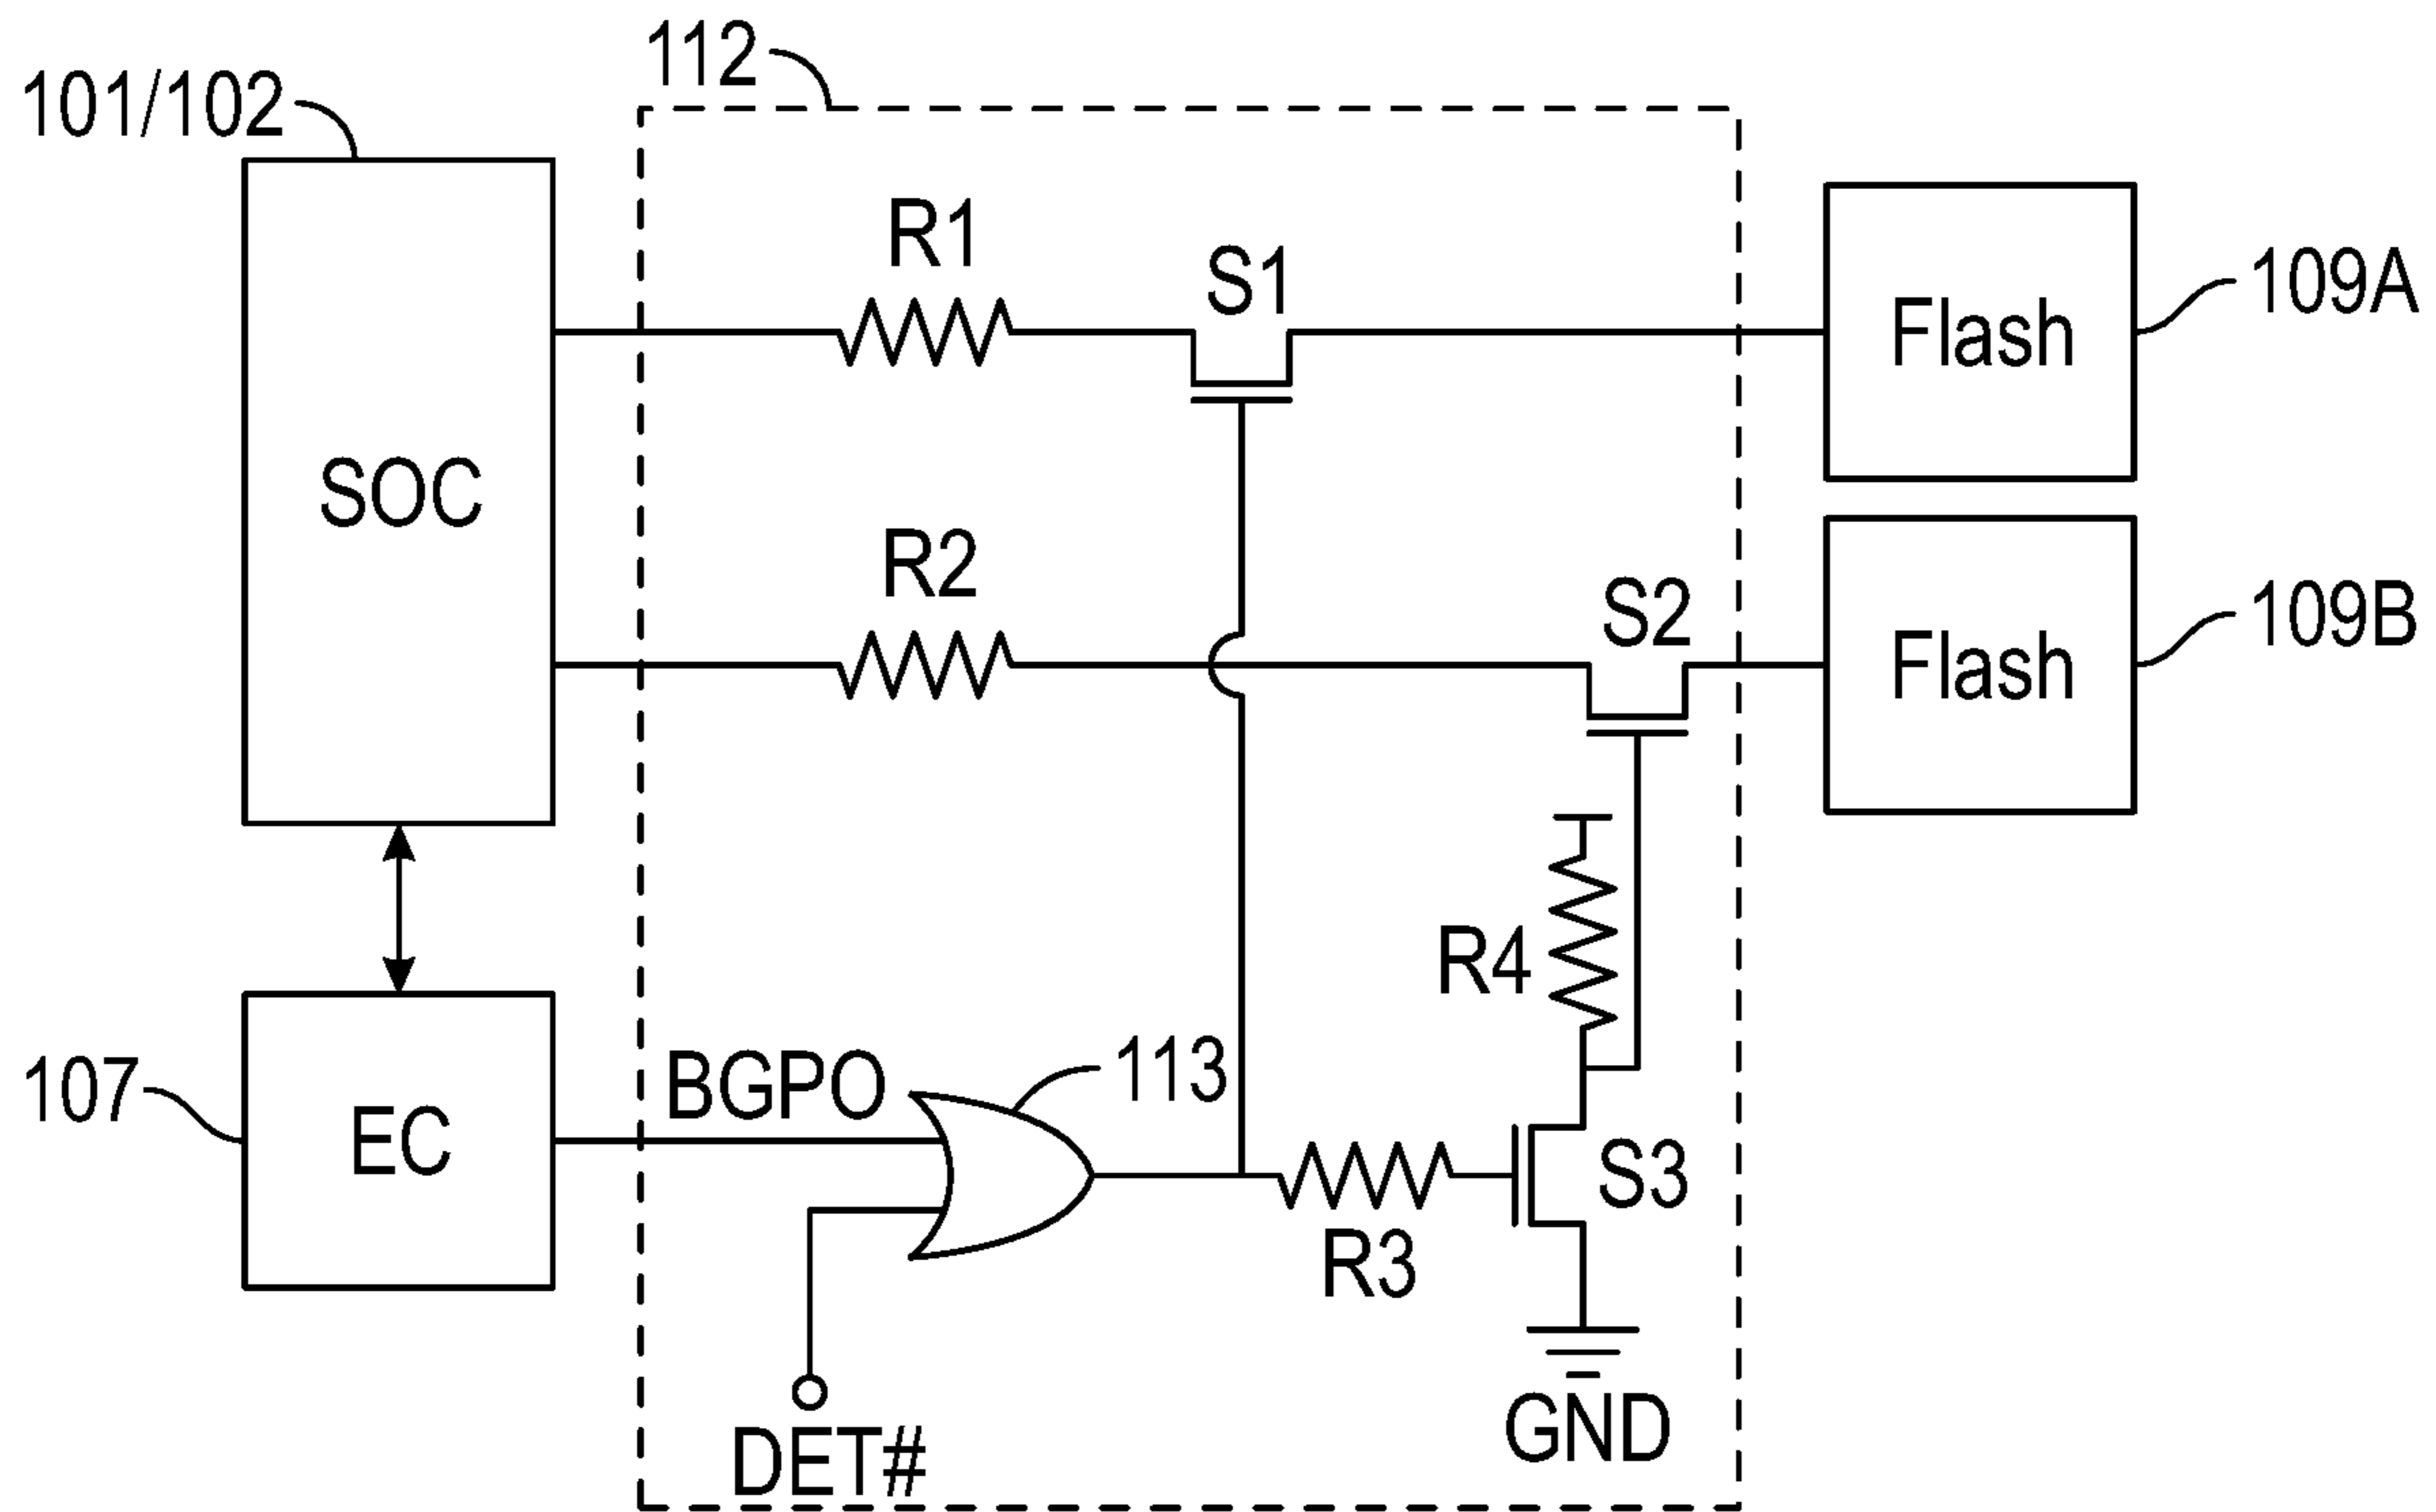 112
101/102
R1
S1
109A
Flash
SOC
R2
S2
109B
Flash
R4
113
BGPO
107
EC
S3
R3
GND
DET#